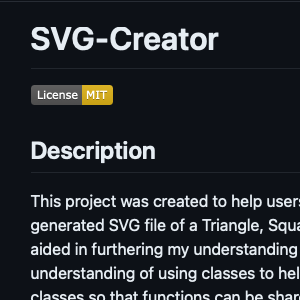 SVG-Creator
License MIT
Description
This project was created to help users
generated SVG file of a Triangle, Squa
aided in furthering my understanding
understanding of using classes to hel
classes so that functions can be shar